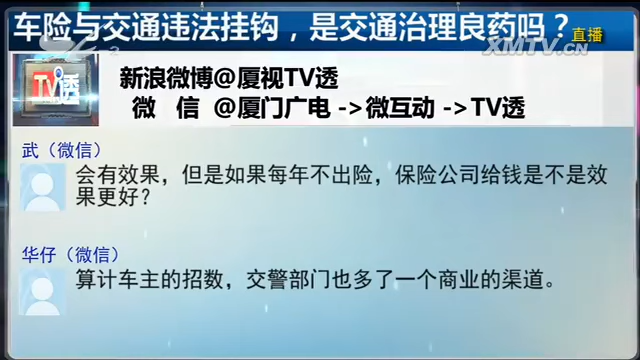 车险与交通违法挂钩，是交通治理良药吗？
直播
XMTV.CN
TV透
新浪微博@厦视TV透
微 信 @厦门广电 ->微互动 ->TV透
武（微信）
会有效果，但是如果每年不出险，保险公司给钱是不是效
果更好？
华仔（微信）
算计车主的招数，交警部门也多了一个商业的渠道。